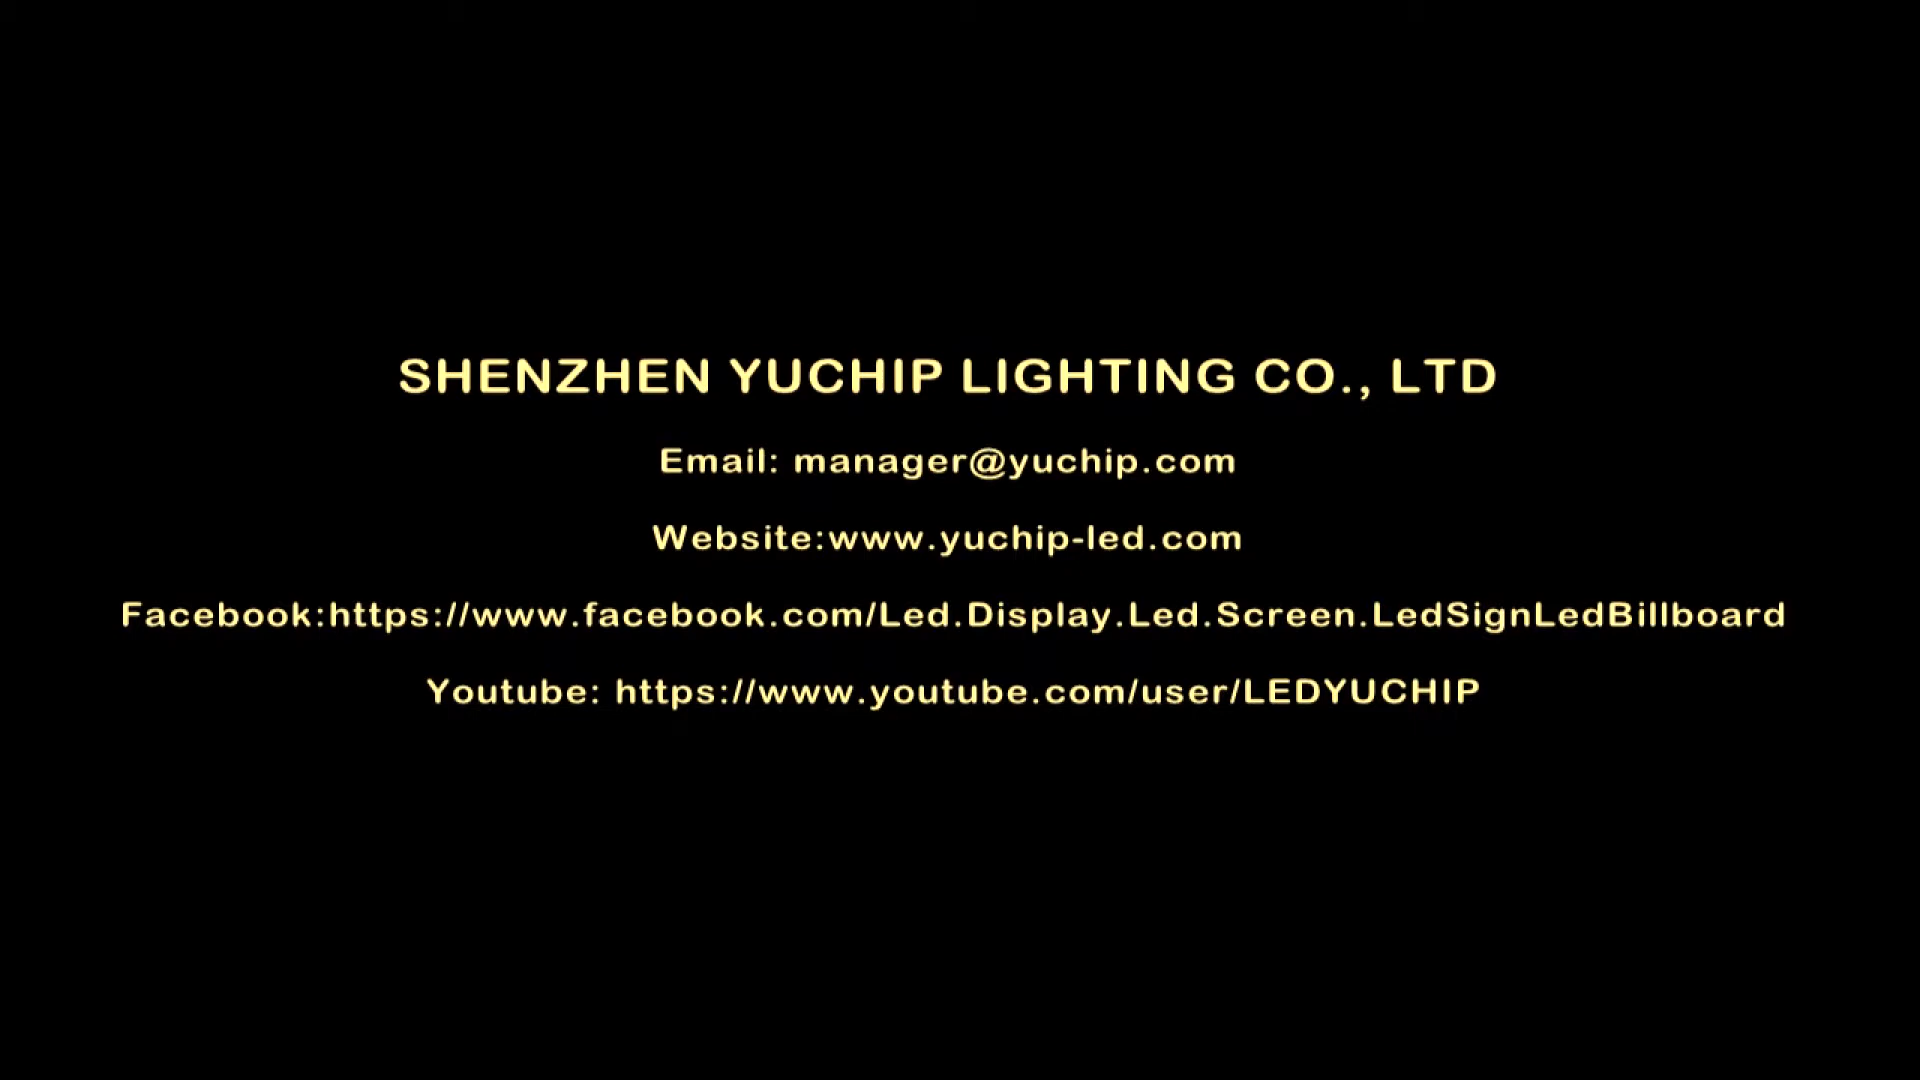 SHENZHEN YUCHIP LIGHTING CO., LTD
Email: manager@yuchip.com
Website:www.yuchip-led.com
Facebook:https://www.facebook.com/Led.Display.Led.Screen.LedSignLedBillboard
Youtube: https://www.youtube.com/user/LEDYUCHIP